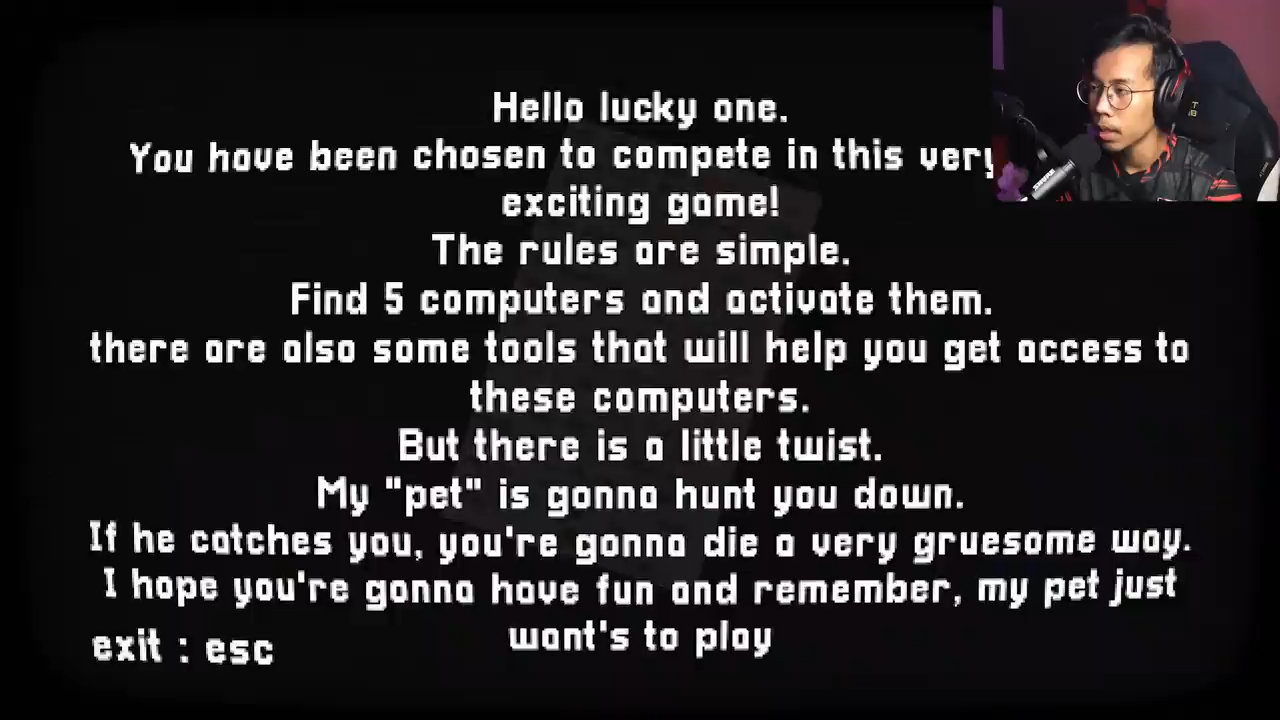 Hello lucky one.
You have been chosen to compete in this very
exciting game!
The rules are simple.
Find 5 computers and activate them.
there are also some tools that will help you get access to
these computers.
But there is a little twist.
My "pet" is gonna hunt you down.
If he catches you, you're gonna die a very gruesome way.
I hope you're gonna have fun and remember, my pet just
want's to play
exit : esc
SHURE